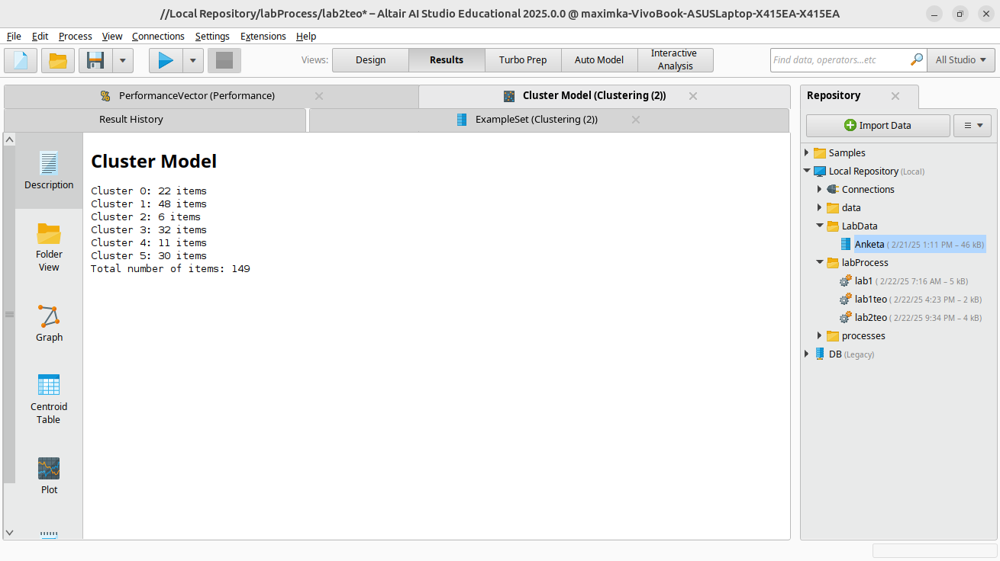 //Local Repository/labProcess/lab2teo* – Altair AI Studio Educational 2025.0.0 @ maximka-VivoBook-ASUSLaptop-X415EA-X415EA
File Edit Process View Connections Settings Extensions Help
Views: Design Results Turbo Prep Auto Model Interactive Analysis
Find data, operators...etc
All Studio
PerformanceVector (Performance)
Cluster Model (Clustering (2))
Result History
ExampleSet (Clustering (2))
Description
Folder
View
Graph
Centroid
Table
Plot
Cluster Model
Cluster 0: 22 items
Cluster 1: 48 items
Cluster 2: 6 items
Cluster 3: 32 items
Cluster 4: 11 items
Cluster 5: 30 items
Total number of items: 149
Repository
Import Data
Samples
Local Repository (Local)
Connections
data
LabData
Anketa ( 2/21/25 1:11 PM – 46 kB)
labProcess
lab1 ( 2/22/25 7:16 AM – 5 kB)
lab1teo ( 2/22/25 4:23 PM – 2 kB)
lab2teo ( 2/22/25 9:34 PM – 4 kB)
processes
DB (Legacy)